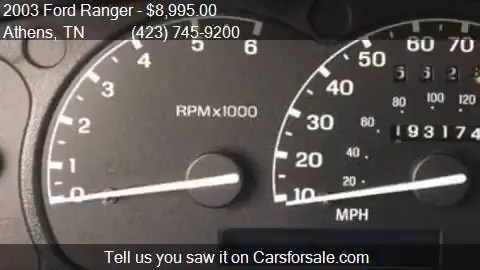 2003 Ford Ranger - $8,995.00
Athens, TN (423) 745-9200
0 1 2 3 4 5 6
RPMx1000
10 20 30 40 50 60 70
20 40 60 80 100 120
193174
MPH
Tell us you saw it on Carsforsale.com